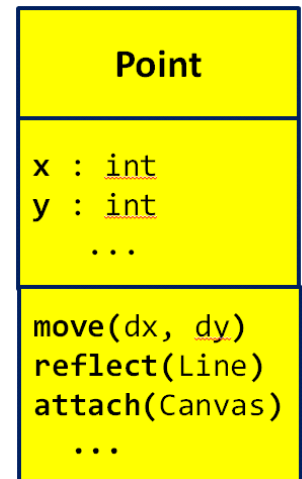 Point
x : int
y : int
...
move(dx, dy)
reflect(Line)
attach(Canvas)
...